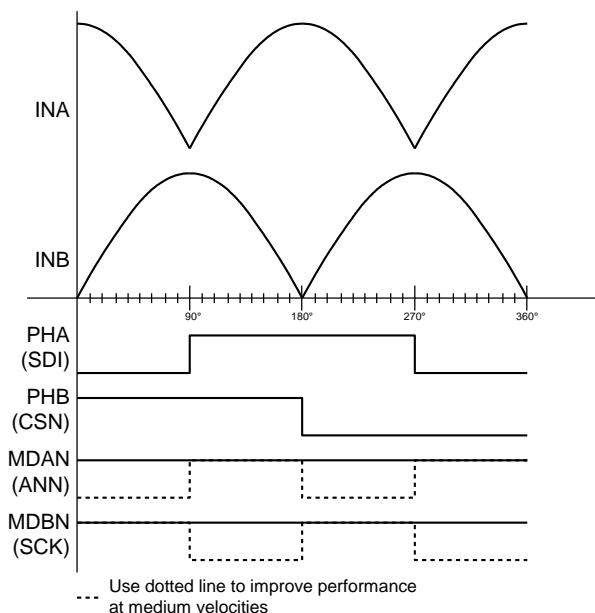 INA
INB
90° 180° 270° 360°
PHA
(SDI)
PHB
(CSN)
MDAN
(ANN)
MDBN
(SCK)
Use dotted line to improve performance
at medium velocities